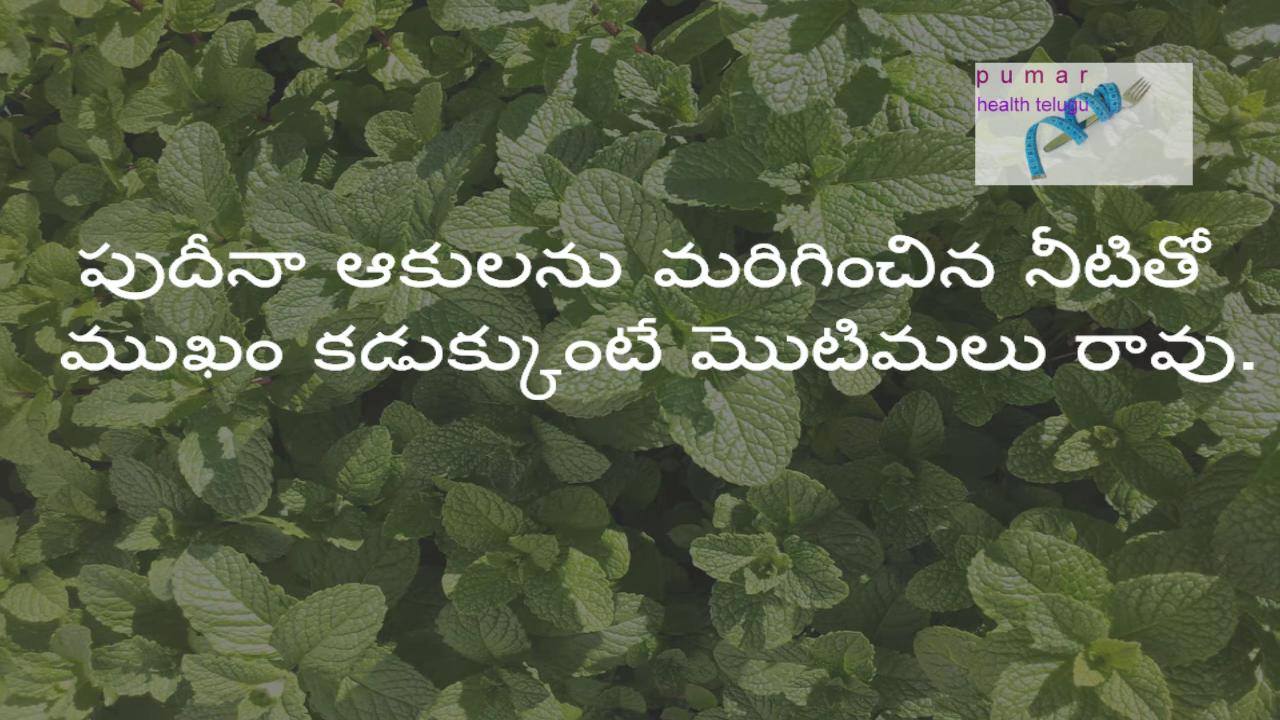 pumar
health telugu
పుదీనా ఆకులను మరిగించిన నీటితో
ముఖం కడుక్కుంటే మొటిమలు రావు.